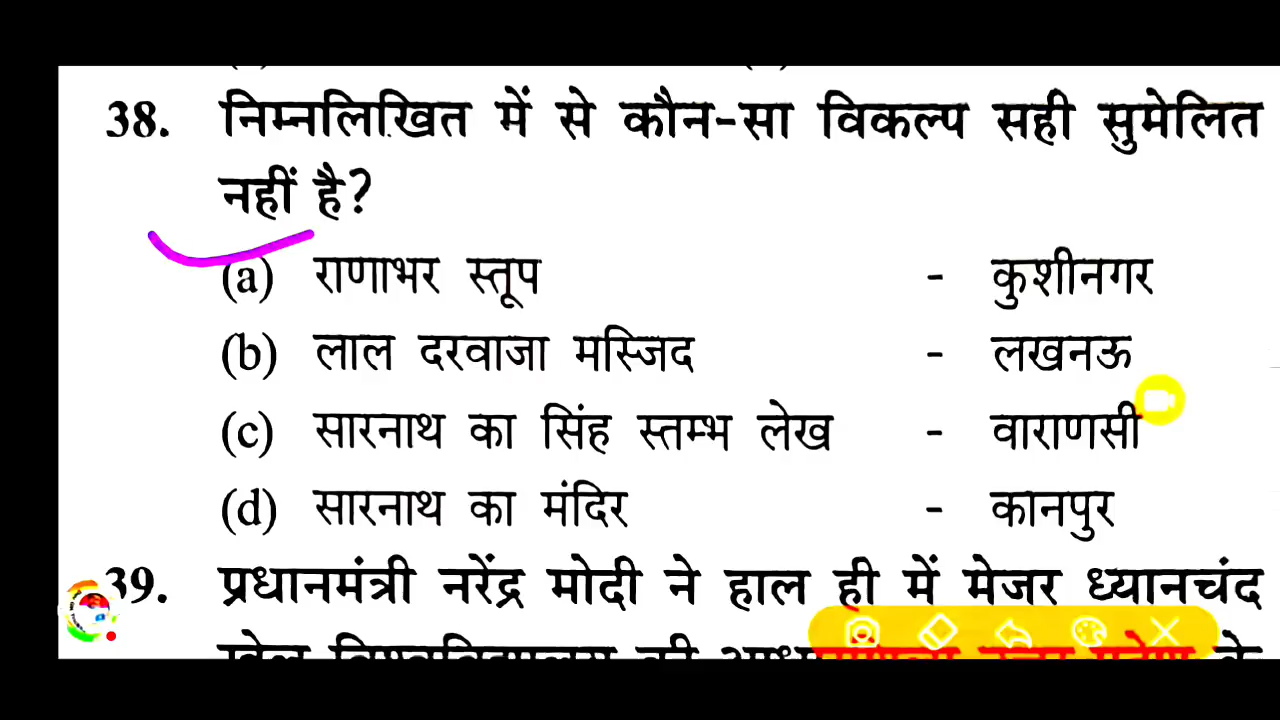 38. निम्नलिखित में से कौन-सा विकल्प सही सुमेलित
नहीं है?
(a) राणाभर स्तूप - कुशीनगर
(b) लाल दरवाजा मस्जिद - लखनऊ
(c) सारनाथ का सिंह स्तम्भ लेख - वाराणसी
(d) सारनाथ का मंदिर - कानपुर
39. प्रधानमंत्री नरेंद्र मोदी ने हाल ही में मेजर ध्यानचंद